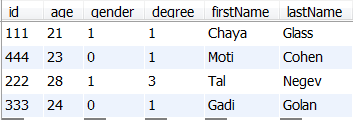 id age gender degree firstName lastName
111 21 1 1 Chaya Glass
444 23 0 1 Moti Cohen
222 28 1 3 Tal Negev
333 24 0 1 Gadi Golan